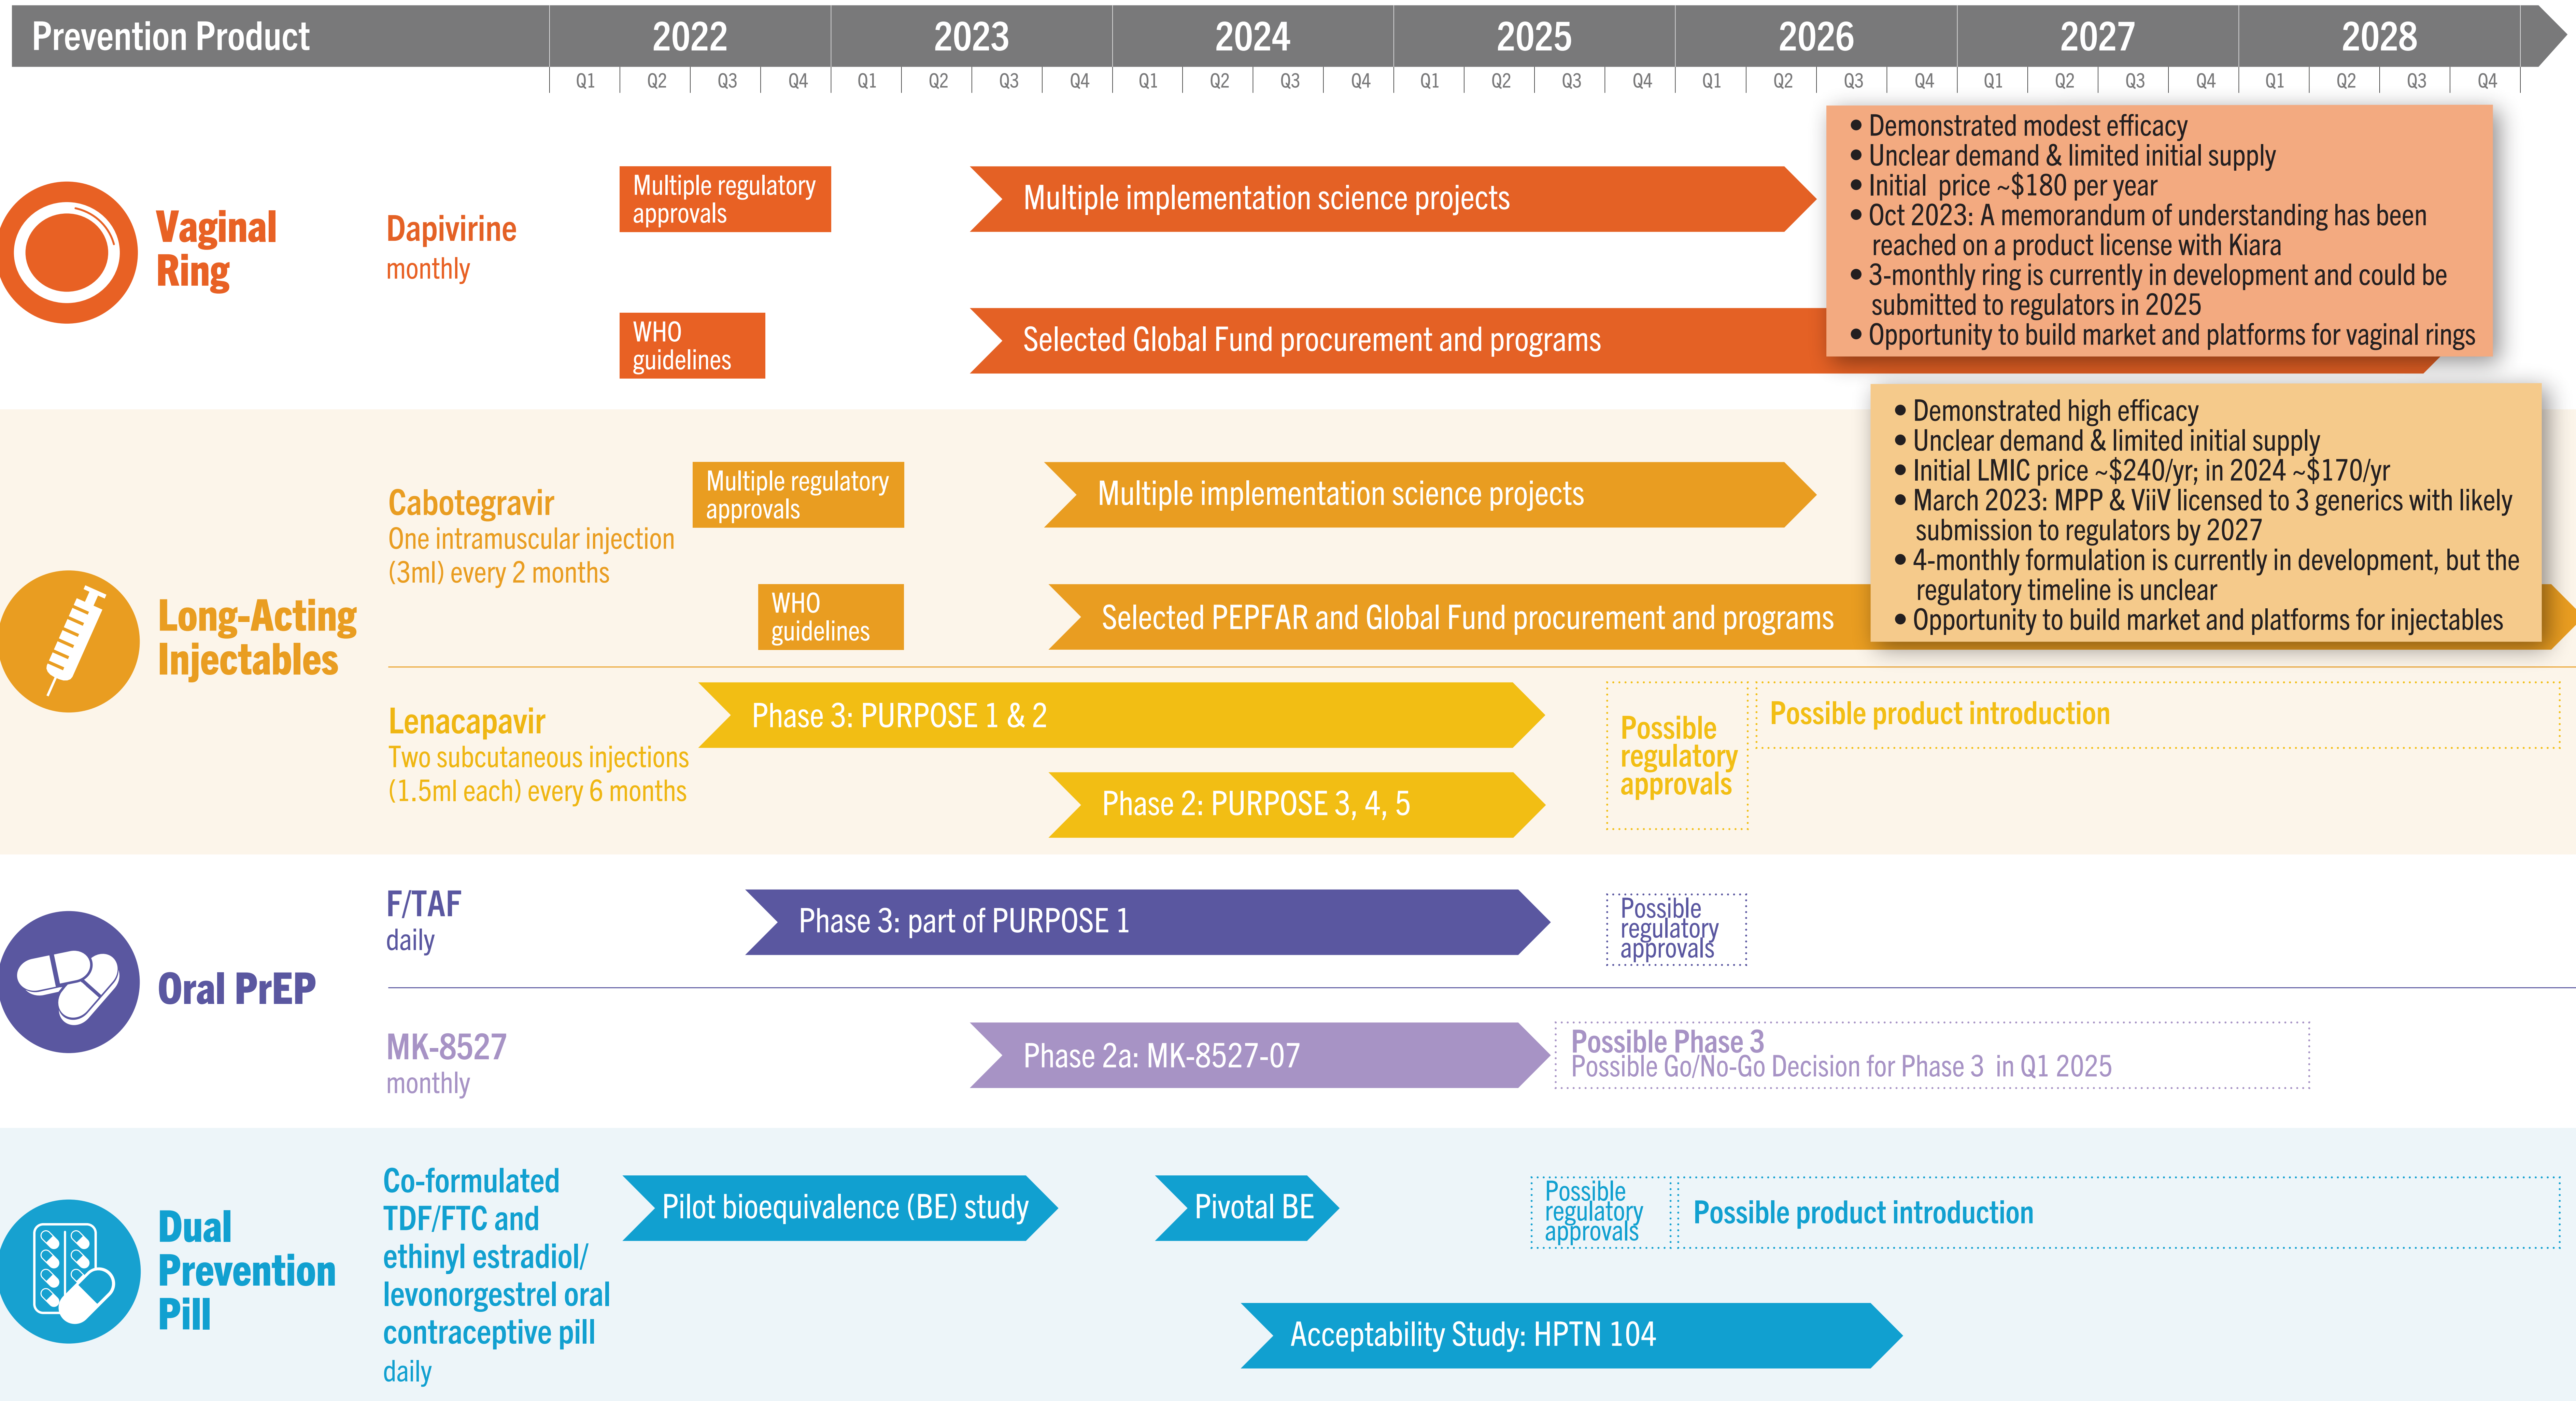 Prevention Product 2022 2023 2024 2025 2026 2027 2028
Q1 Q2 Q3 Q4 Q1 Q2 Q3 Q4 Q1 Q2 Q3 Q4 Q1 Q2 Q3 Q4 Q1 Q2 Q3 Q4 Q1 Q2 Q3 Q4 Q1 Q2 Q3 Q4
Vaginal
Ring
Dapivirine
monthly
Multiple regulatory
approvals
Multiple implementation science projects
WHO
guidelines
Selected Global Fund procurement and programs
• Demonstrated modest efficacy
• Unclear demand & limited initial supply
• Initial price ~$180 per year
• Oct 2023: A memorandum of understanding has been
reached on a product license with Kiara
• 3-monthly ring is currently in development and could be
submitted to regulators in 2025
• Opportunity to build market and platforms for vaginal rings
Long-Acting
Injectables
Cabotegravir
One intramuscular injection
(3ml) every 2 months
Multiple regulatory
approvals
Multiple implementation science projects
WHO
guidelines
Selected PEPFAR and Global Fund procurement and programs
• Demonstrated high efficacy
• Unclear demand & limited initial supply
• Initial LMIC price ~$240/yr; in 2024 ~$170/yr
• March 2023: MPP & ViiV licensed to 3 generics with likely
submission to regulators by 2027
• 4-monthly formulation is currently in development, but the
regulatory timeline is unclear
• Opportunity to build market and platforms for injectables
Lenacapavir
Two subcutaneous injections
(1.5ml each) every 6 months
Phase 3: PURPOSE 1 & 2
Phase 2: PURPOSE 3, 4, 5
Possible
regulatory
approvals
Possible product introduction
Oral PrEP
F/TAF
daily
Phase 3: part of PURPOSE 1
Possible
regulatory
approvals
MK-8527
monthly
Phase 2a: MK-8527-07
Possible Phase 3
Possible Go/No-Go Decision for Phase 3 in Q1 2025
Dual
Prevention
Pill
Co-formulated
TDF/FTC and
ethinyl estradiol/
levonorgestrel oral
contraceptive pill
daily
Pilot bioequivalence (BE) study
Pivotal BE
Possible
regulatory
approvals
Possible product introduction
Acceptability Study: HPTN 104